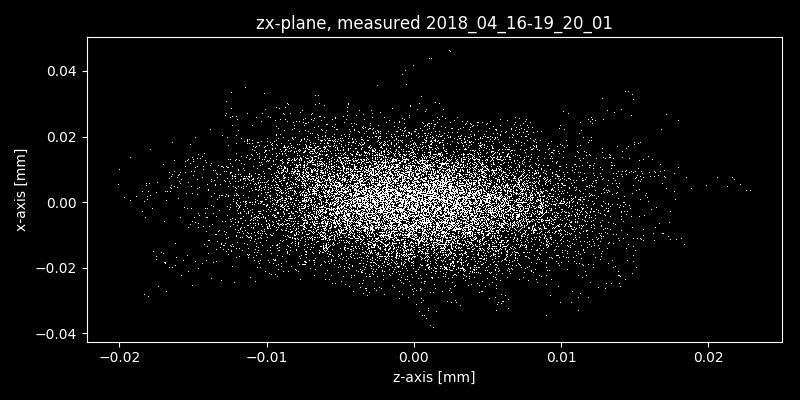 zx-plane, measured 2018_04_16-19_20_01
0.04
0.02
0.00
−0.02
−0.04
x-axis [mm]
−0.02 −0.01 0.00 0.01 0.02
z-axis [mm]